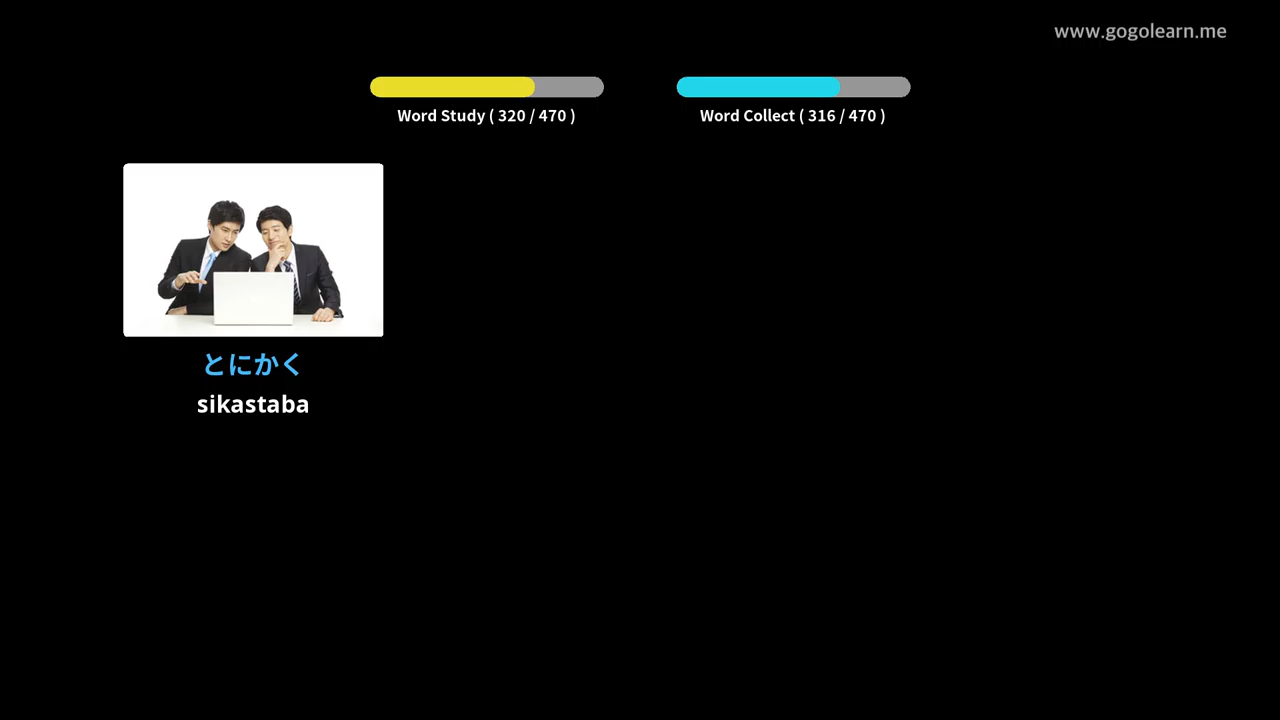 www.gogolearn.me
Word Study ( 320 / 470 )
Word Collect ( 316 / 470 )
とにかく
sikastaba